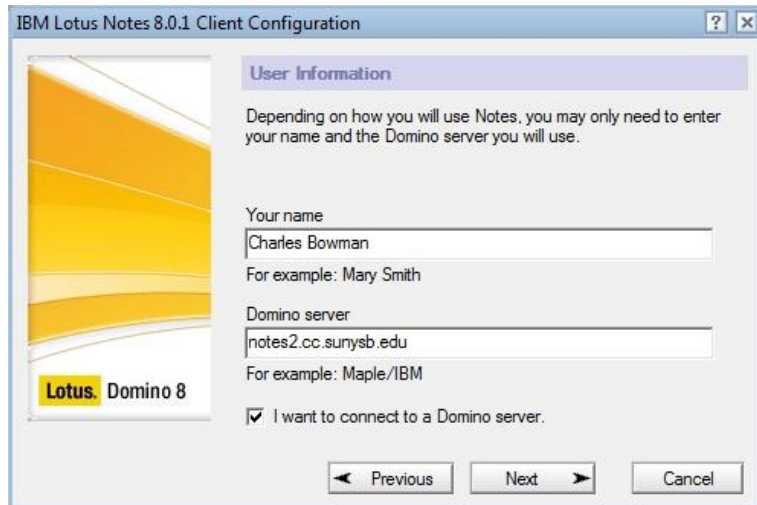 IBM Lotus Notes 8.0.1 Client Configuration
User Information
Depending on how you will use Notes, you may only need to enter
your name and the Domino server you will use.
Your name
Charles Bowman
For example: Mary Smith
Domino server
notes2.cc.sunysb.edu
For example: Maple/IBM
I want to connect to a Domino server.
Lotus. Domino 8
Previous Next Cancel